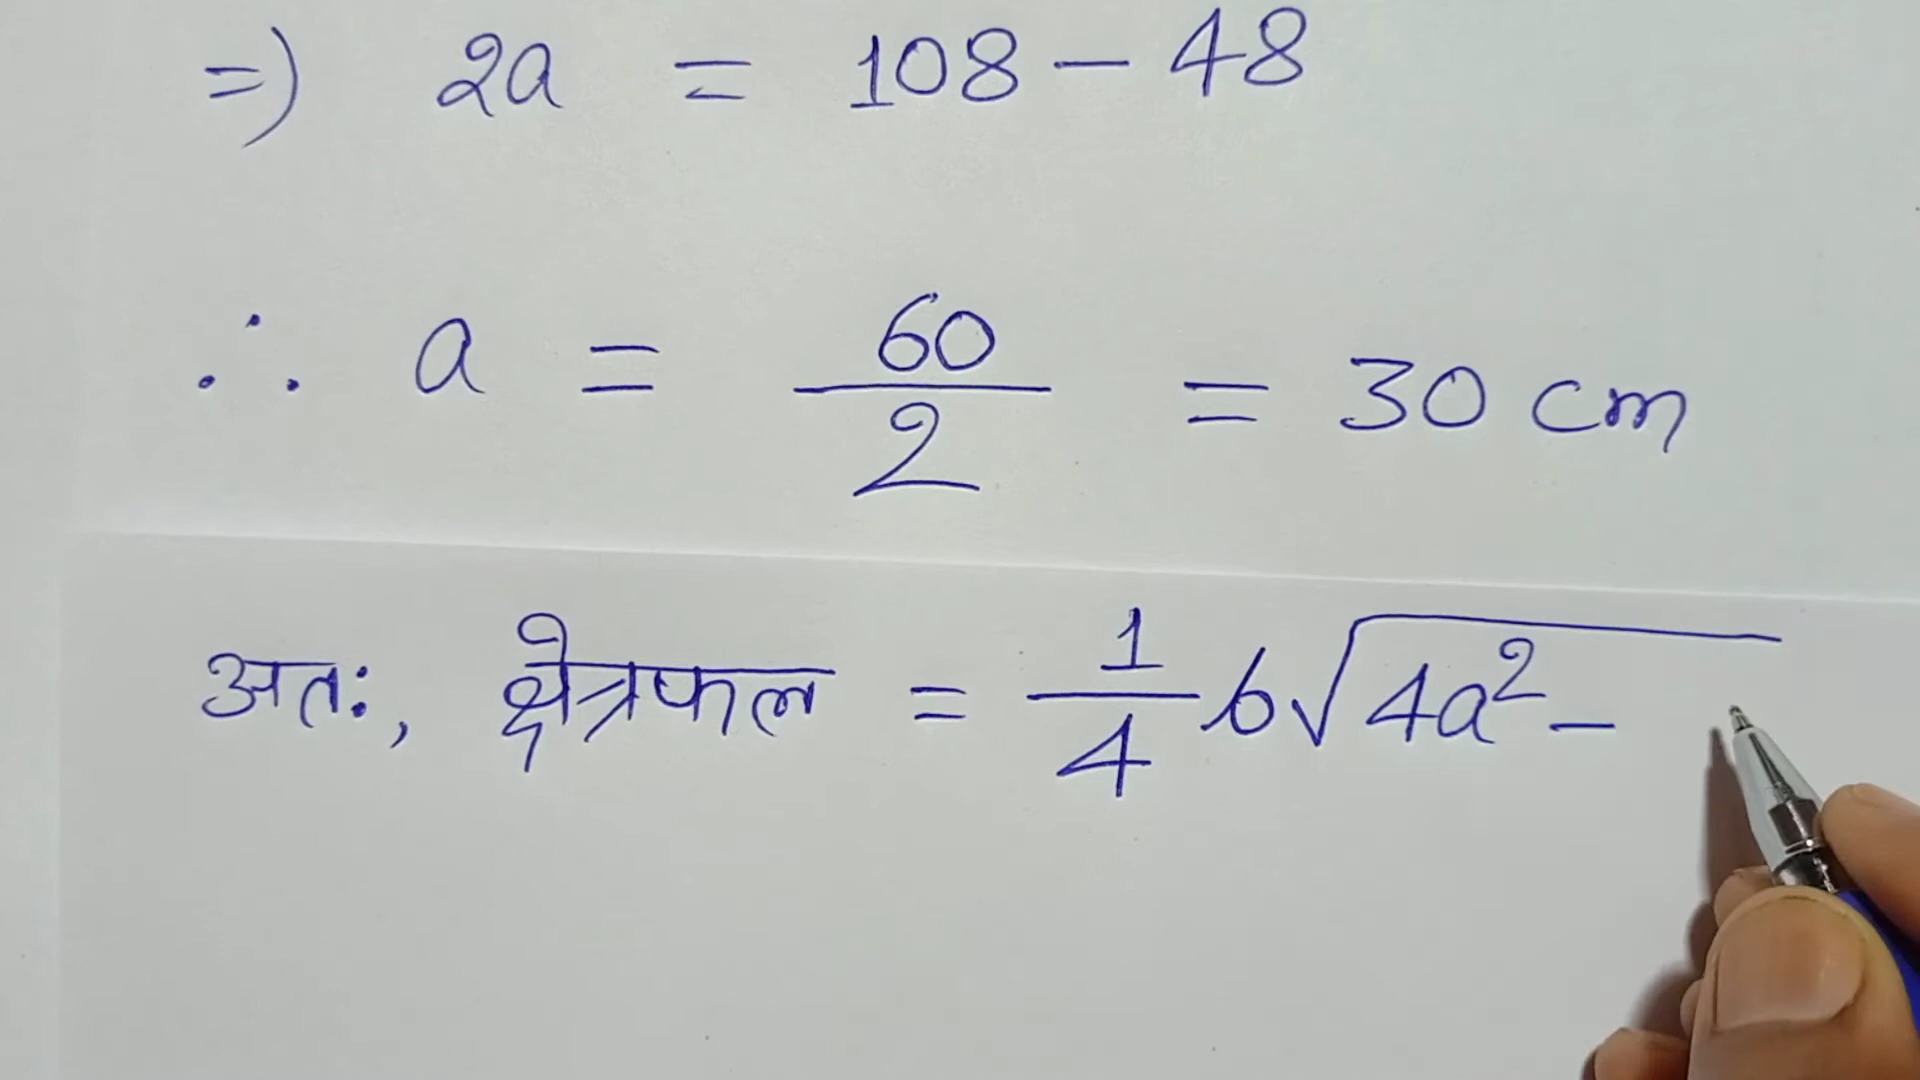 =) 2a = 108 - 48
∴ a = 60/2 = 30 cm
अतः, क्षेत्रफल = 1/4 b√4a² -